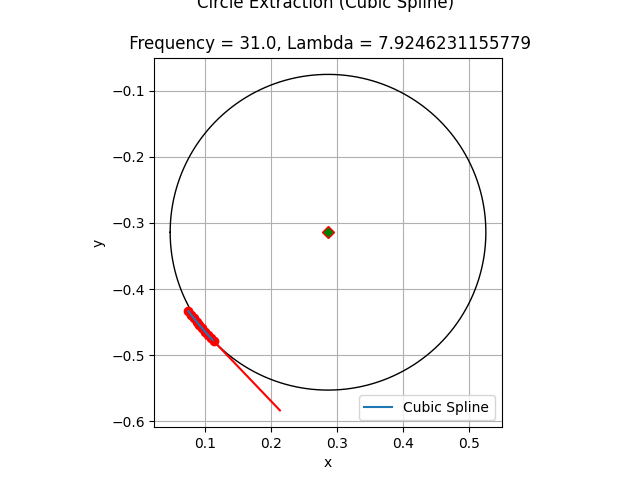 Circle Extraction (Cubic Spline)
Frequency = 31.0, Lambda = 7.9246231155779
y
−0.1
−0.2
−0.3
−0.4
−0.5
−0.6
Cubic Spline
0.1
0.2
0.3
0.4
0.5
x